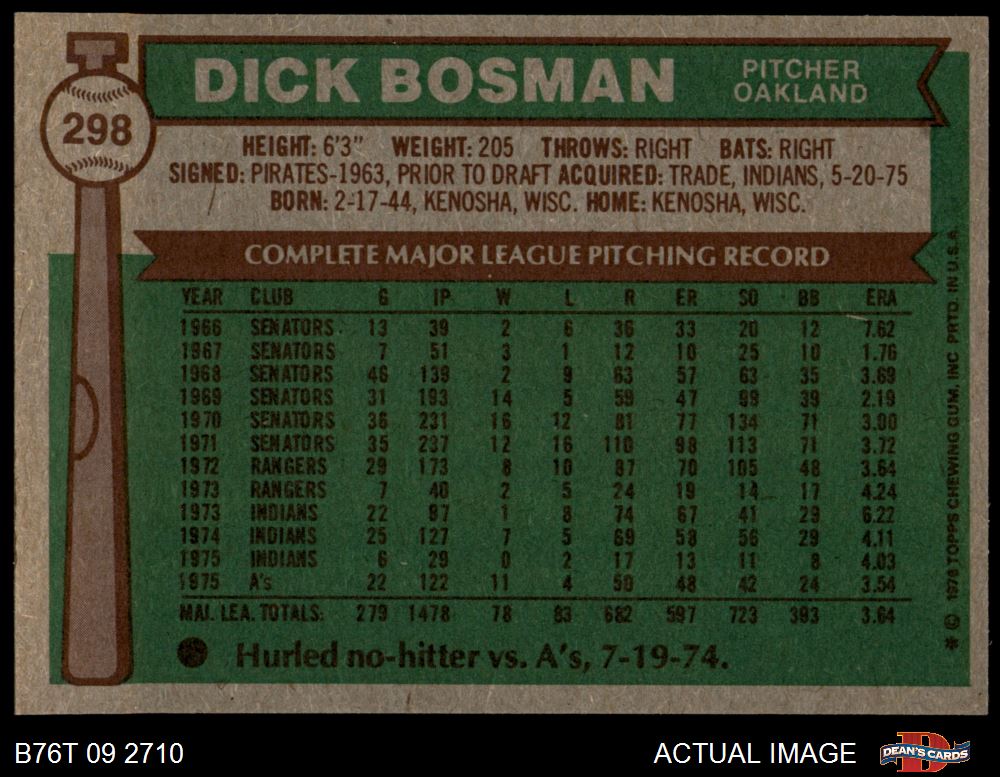 DICK BOSMAN
PITCHER
OAKLAND
298
HEIGHT: 6'3" WEIGHT: 205 THROWS: RIGHT BATS: RIGHT
SIGNED: PIRATES-1963, PRIOR TO DRAFT ACQUIRED: TRADE, INDIANS, 5-20-75
BORN: 2-17-44, KENOSHA, WISC. HOME: KENOSHA, WISC.
COMPLETE MAJOR LEAGUE PITCHING RECORD
YEAR CLUB G IP W L R ER SO BB ERA
1966 SENATORS 13 39 2 6 36 33 20 12 7.62
1967 SENATORS 7 51 3 1 12 10 25 10 1.76
1968 SENATORS 46 139 2 9 63 57 63 35 3.69
1969 SENATORS 31 193 14 5 59 47 99 39 2.19
1970 SENATORS 36 231 16 12 81 77 134 71 3.00
1971 SENATORS 35 237 12 16 110 98 113 71 3.72
1972 RANGERS 29 173 8 10 87 70 105 48 3.64
1973 RANGERS 7 40 2 5 24 19 14 17 4.24
1973 INDIANS 22 97 1 8 74 67 41 29 6.22
1974 INDIANS 25 127 7 5 69 58 56 29 4.11
1975 INDIANS 6 29 0 2 17 13 11 8 4.03
1975 A's 22 122 11 4 50 48 42 24 3.54
MAJ. LEA. TOTALS: 279 1478 78 83 682 597 723 393 3.64
Hurled no-hitter vs. A's, 7-19-74.
* © 1976 TOPPS CHEWING GUM, INC PRTD. IN U.S.A.
B76T 09 2710
ACTUAL IMAGE
DEAN'S CARDS